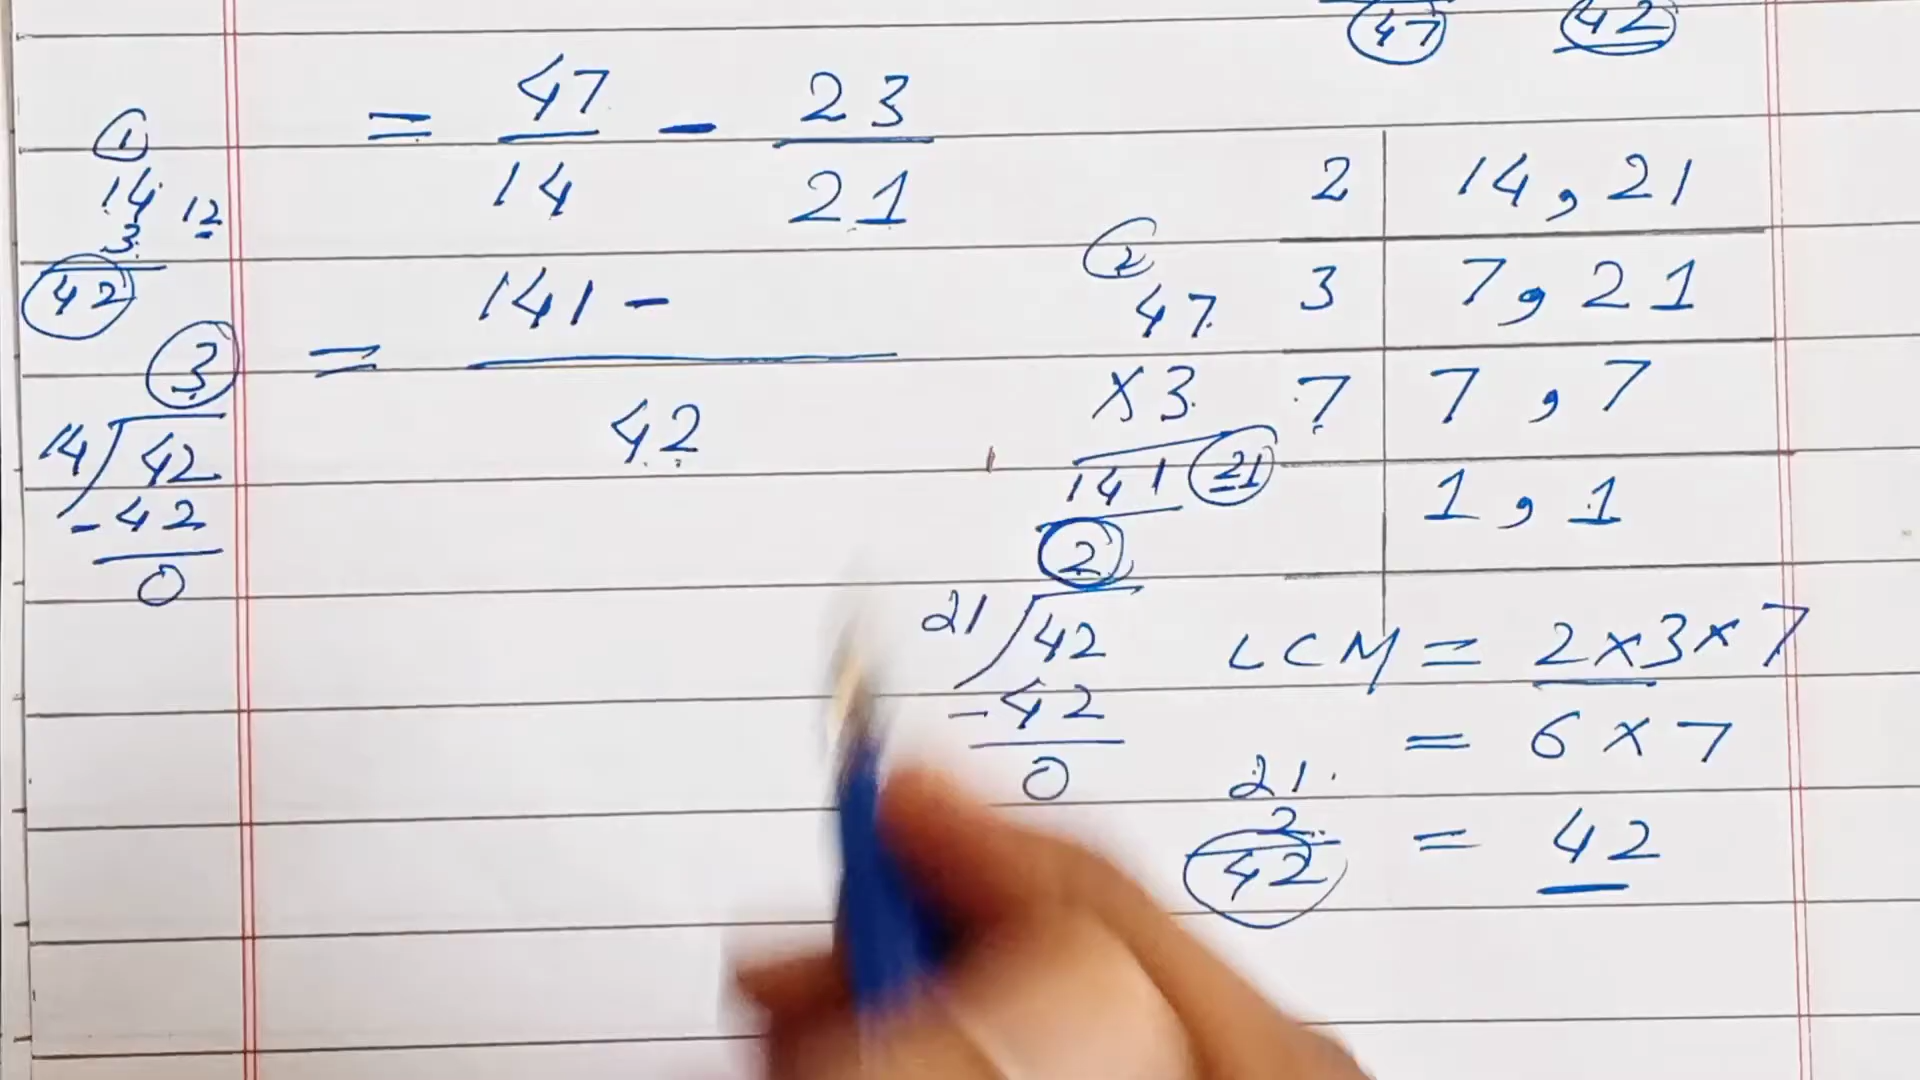 47 42
= 47/14 - 23/21
1
14 12
3
42
= 141 - / 42
3
14 ) 42
- 42
0
2
47
× 3
141 21
2
21 ) 42
- 42
0
2 | 14, 21
3 | 7, 21
7 | 7, 7
1, 1
LCM = 2 × 3 × 7
= 6 × 7
= 42
21
2
42